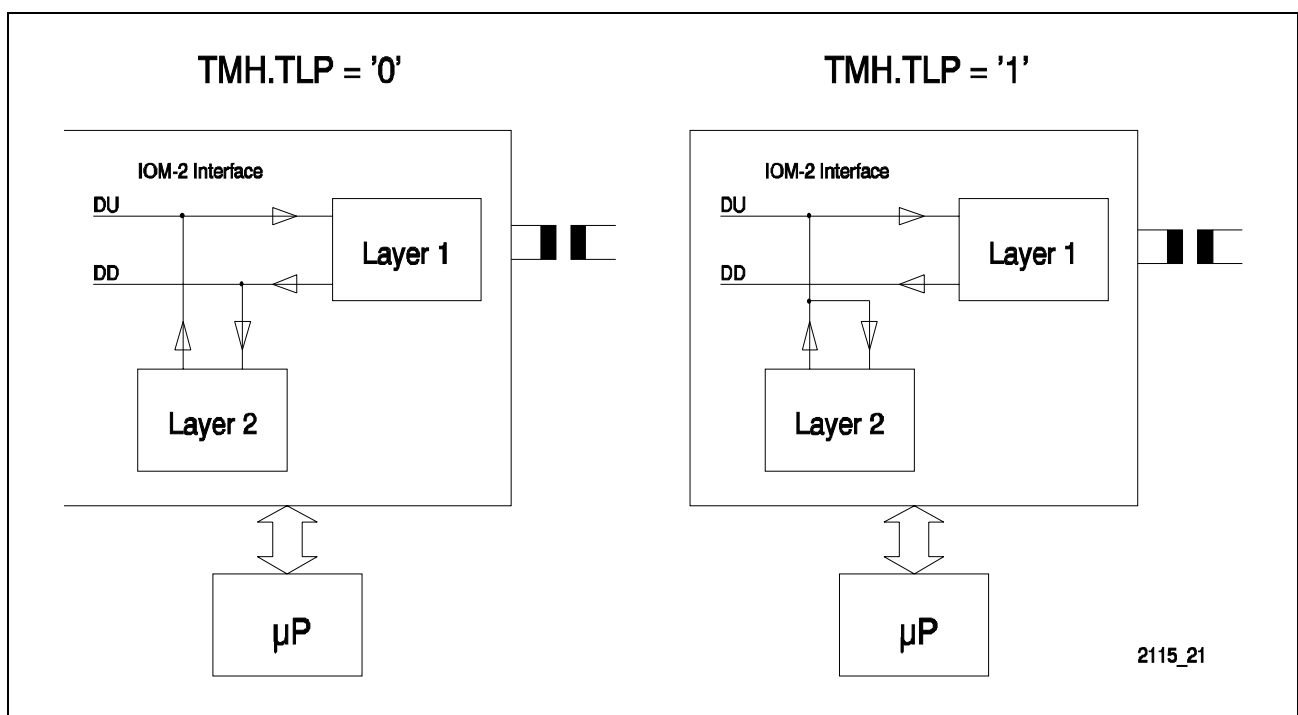 TMH.TLP = '0'
IOM-2 Interface
DU
Layer 1
DD
Layer 2
µP
TMH.TLP = '1'
IOM-2 Interface
DU
Layer 1
DD
Layer 2
µP
2115_21